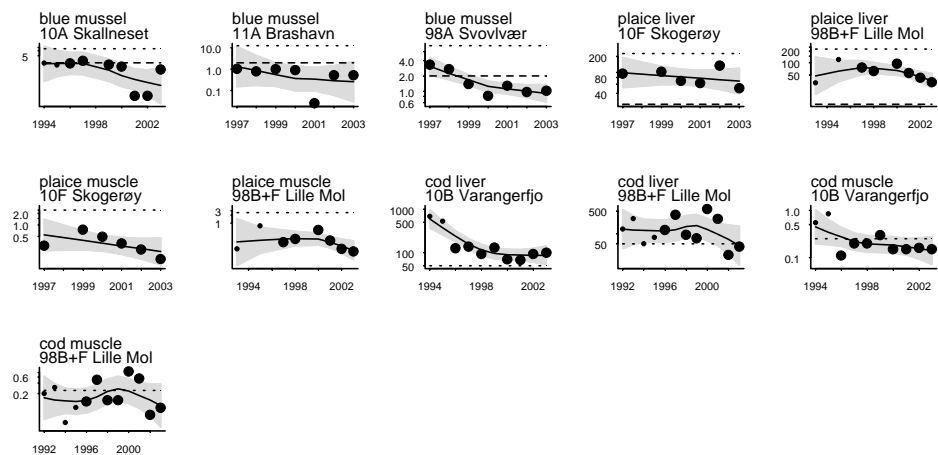 blue mussel
10A Skallneset
5
1994 1998 2002
blue mussel
11A Brashavn
10.0
1.0
0.1
1997 1999 2001 2003
blue mussel
98A Svovlvær
4.0
2.0
1.0
0.6
1997 1999 2001 2003
plaice liver
10F Skogerøy
200
80
40
1997 1999 2001 2003
plaice liver
98B+F Lille Mol
200
100
50
1994 1998 2002
plaice muscle
10F Skogerøy
2.0
1.0
0.5
1997 1999 2001 2003
plaice muscle
98B+F Lille Mol
3
1
1994 1998 2002
cod liver
10B Varangerfjo
1000
500
100
50
1994 1998 2002
cod liver
98B+F Lille Mol
500
50
1992 1996 2000
cod muscle
10B Varangerfjo
1.0
0.5
0.1
1994 1998 2002
cod muscle
98B+F Lille Mol
0.6
0.2
1992 1996 2000